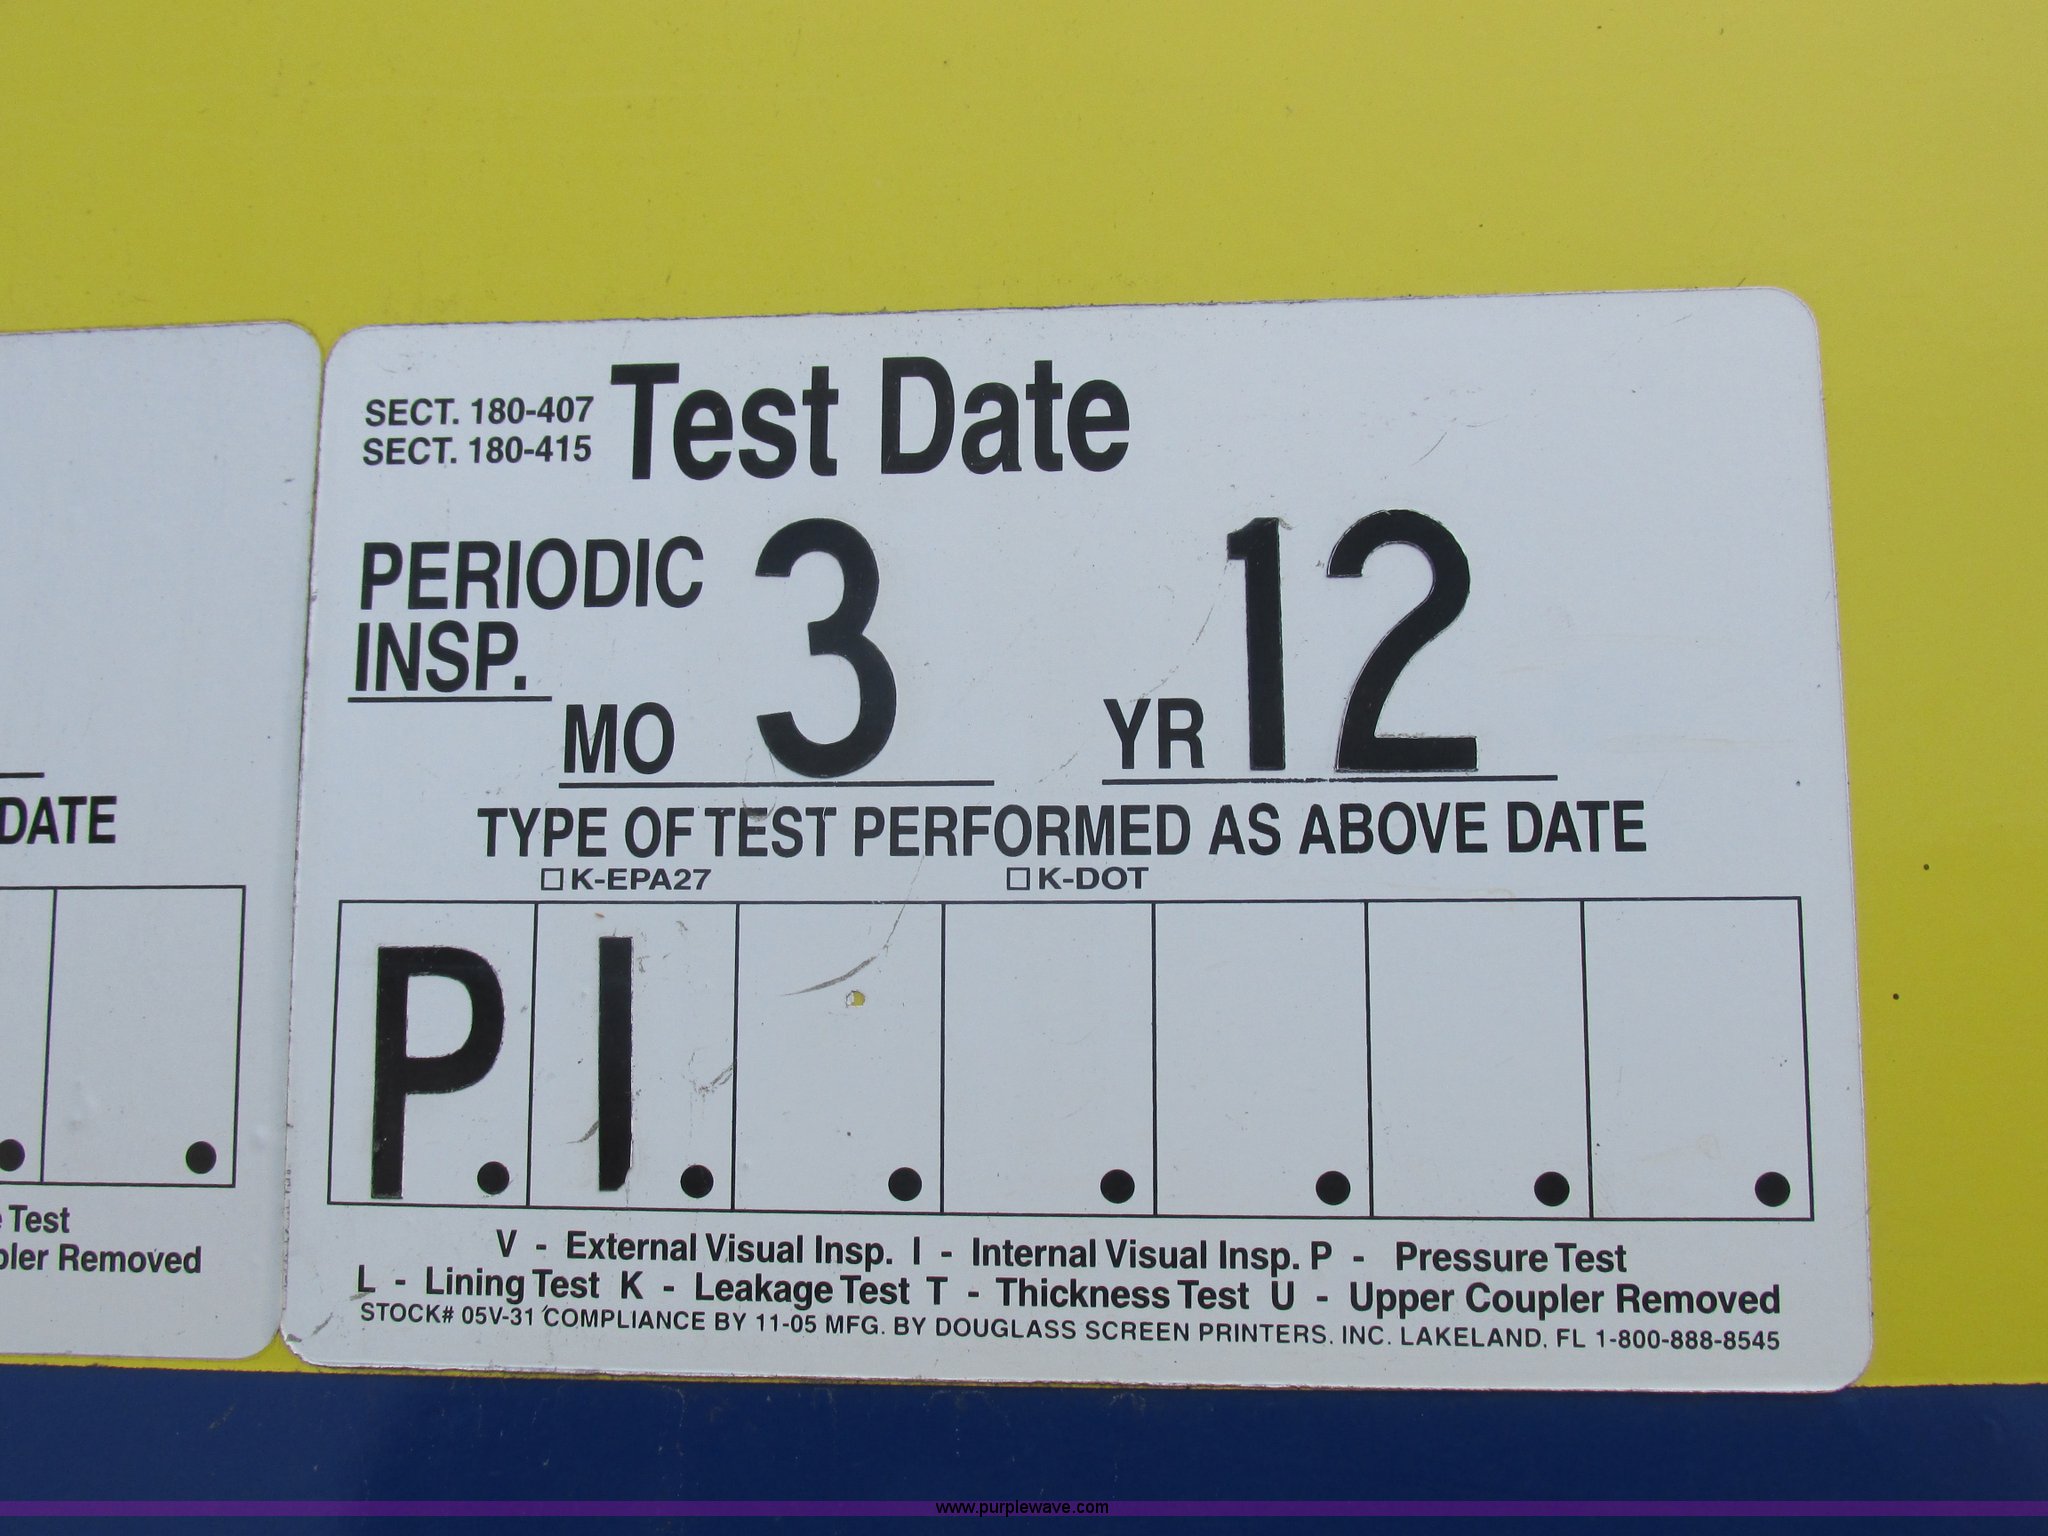 DATE
Test
Removed
SECT. 180-407
SECT. 180-415
Test Date
PERIODIC
INSP.
MO 3 YR 12
TYPE OF TEST PERFORMED AS ABOVE DATE
☐ K-EPA27 ☐ K-DOT
P. I. . . . . .
V - External Visual Insp. I - Internal Visual Insp. P - Pressure Test
L - Lining Test K - Leakage Test T - Thickness Test U - Upper Coupler Removed
STOCK# 05V-31 COMPLIANCE BY 11-05 MFG. BY DOUGLASS SCREEN PRINTERS, INC. LAKELAND, FL 1-800-888-8545
www.purplewave.com